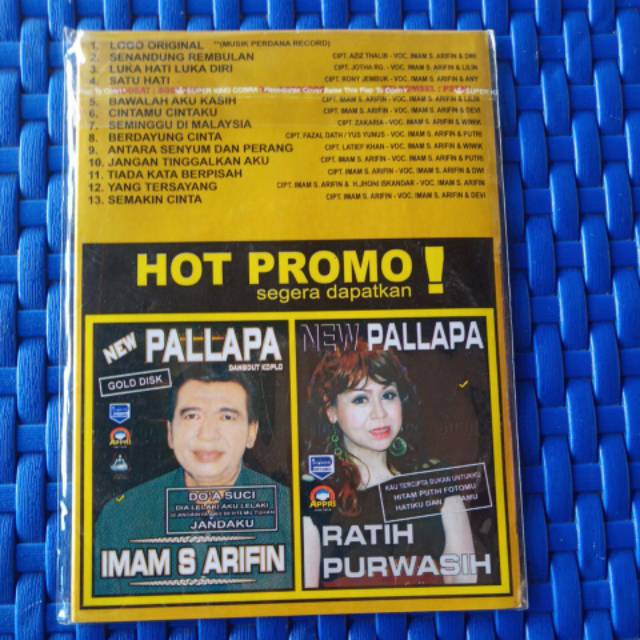 1. LOGO ORIGINAL **(MUSIK PERDANA RECORD)
2. SENANDUNG REMBULAN CIPT. AZIZ THALIB - VOC. IMAM S. ARIFIN & DWI
3. LUKA HATI LUKA DIRI CIPT. JOTHA RG. - VOC. IMAM S. ARIFIN & LILIN
4. SATU HATI CIPT. RONY JEMBUK - VOC. IMAM S. ARIFIN & ANY
5. BAWALAH AKU KASIH CIPT. IMAM S. ARIFIN - VOC. IMAM S. ARIFIN & LILIN
6. CINTAMU CINTAKU CIPT. IMAM S. ARIFIN - VOC. IMAM S. ARIFIN & DEVI
7. SEMINGGU DI MALAYSIA CIPT. ZAKARIA - VOC. IMAM S. ARIFIN & WIWIK
8. BERDAYUNG CINTA CIPT. FAZAL DATH / YUS YUNUS - VOC. IMAM S. ARIFIN & PUTRI
9. ANTARA SENYUM DAN PERANG CIPT. LATIEF KHAN - VOC. IMAM S. ARIFIN & WIWIK
10. JANGAN TINGGALKAN AKU CIPT. IMAM S. ARIFIN - VOC. IMAM S. ARIFIN & PUTRI
11. TIADA KATA BERPISAH CIPT. IMAM S. ARIFIN - VOC. IMAM S. ARIFIN & DWI
12. YANG TERSAYANG CIPT. IMAM S. ARIFIN & H.JHONI ISKANDAR - VOC. IMAM S. ARIFIN
13. SEMAKIN CINTA CIPT. IMAM S. ARIFIN - VOC. IMAM S. ARIFIN & DEVI
HOT PROMO !
segera dapatkan
NEW PALLAPA
DANGDUT KOPLO
GOLD DISK
APPRI
DO'A SUCI
DIA LELAKI AKU LELAKI
JANDAKU
IMAM S ARIFIN
NEW PALLAPA
KAU TERCIPTA BUKAN UNTUKKU
HITAM PUTIH FOTOMU
HATIKU DAN
APPRI
RATIH
PURWASIH